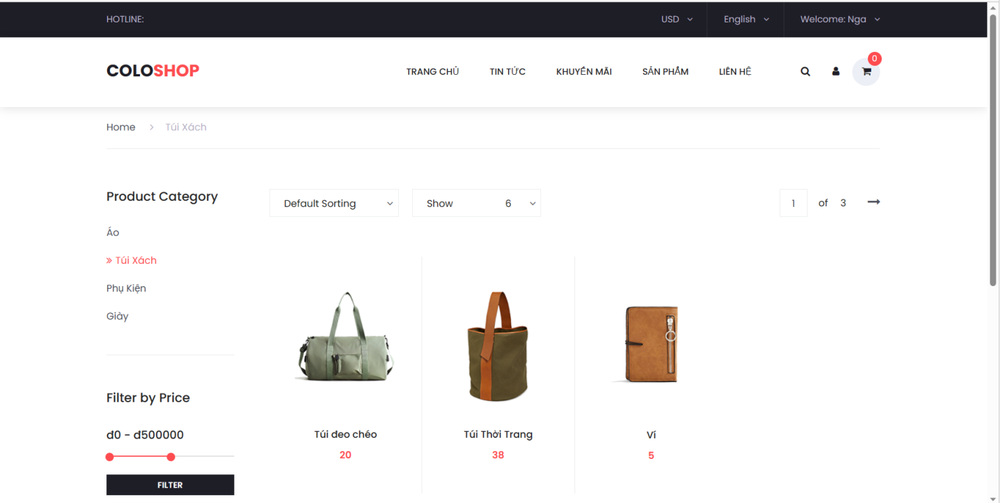 HOTLINE:
USD English Welcome: Nga
COLOSHOP
TRANG CHỦ TIN TỨC KHUYẾN MÃI SẢN PHẨM LIÊN HỆ 0
Home > Túi Xách
Product Category
Default Sorting Show 6 1 of 3
Áo
» Túi Xách
Phụ Kiện
Giày
Filter by Price
đ0 - đ500000
FILTER
Túi đeo chéo
20
Túi Thời Trang
38
Ví
5